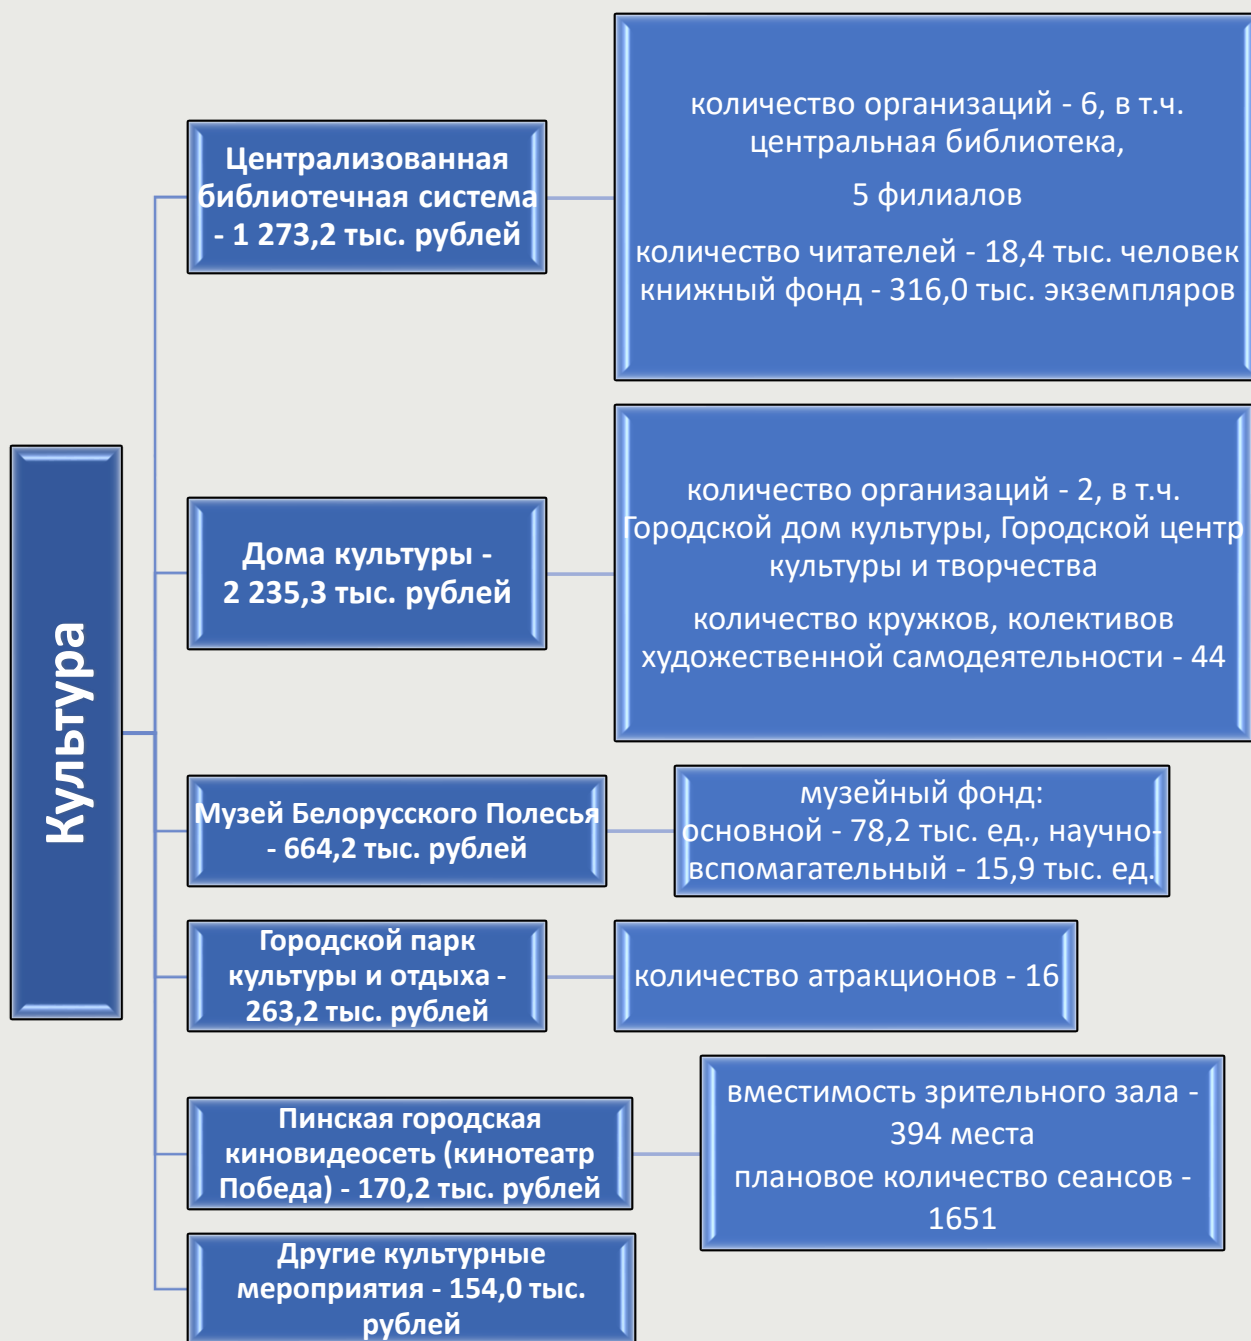 Культура
Централизованная
библиотечная система
- 1 273,2 тыс. рублей
количество организаций - 6, в т.ч.
центральная библиотека,
5 филиалов
количество читателей - 18,4 тыс. человек
книжный фонд - 316,0 тыс. экземпляров
Дома культуры -
2 235,3 тыс. рублей
количество организаций - 2, в т.ч.
Городской дом культуры, Городской центр
культуры и творчества
количество кружков, колективов
художественной самодеятельности - 44
Музей Белорусского Полесья
- 664,2 тыс. рублей
музейный фонд:
основной - 78,2 тыс. ед., научно-
вспомагательный - 15,9 тыс. ед.
Городской парк
культуры и отдыха -
263,2 тыс. рублей
количество атракционов - 16
Пинская городская
киновидеосеть (кинотеатр
Победа) - 170,2 тыс. рублей
вместимость зрительного зала -
394 места
плановое количество сеансов -
1651
Другие культурные
мероприятия - 154,0 тыс.
рублей